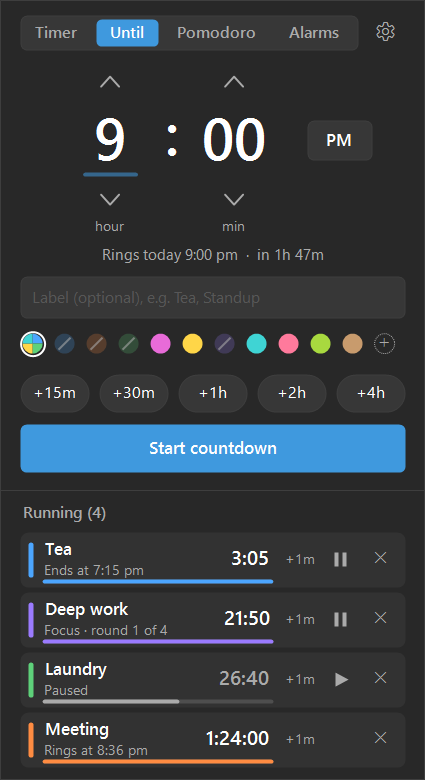 Timer Until Pomodoro Alarms
9 : 00 PM
hour min
Rings today 9:00 pm · in 1h 47m
Label (optional), e.g. Tea, Standup
+15m +30m +1h +2h +4h
Start countdown
Running (4)
Tea 3:05 +1m
Ends at 7:15 pm
Deep work 21:50 +1m
Focus · round 1 of 4
Laundry 26:40 +1m
Paused
Meeting 1:24:00 +1m
Rings at 8:36 pm